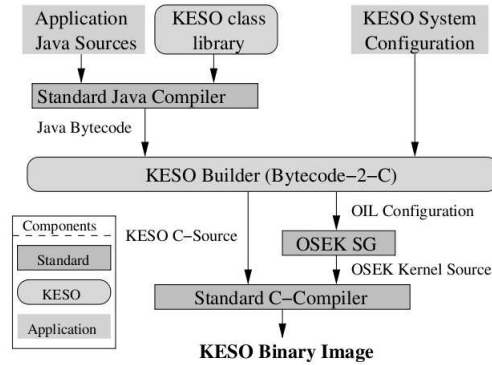 Application
Java Sources
KESO class
library
KESO System
Configuration
Standard Java Compiler
Java Bytecode
KESO Builder (Bytecode−2−C)
OIL Configuration
KESO C−Source
OSEK SG
OSEK Kernel Source
Standard C−Compiler
KESO Binary Image
Components
Standard
KESO
Application